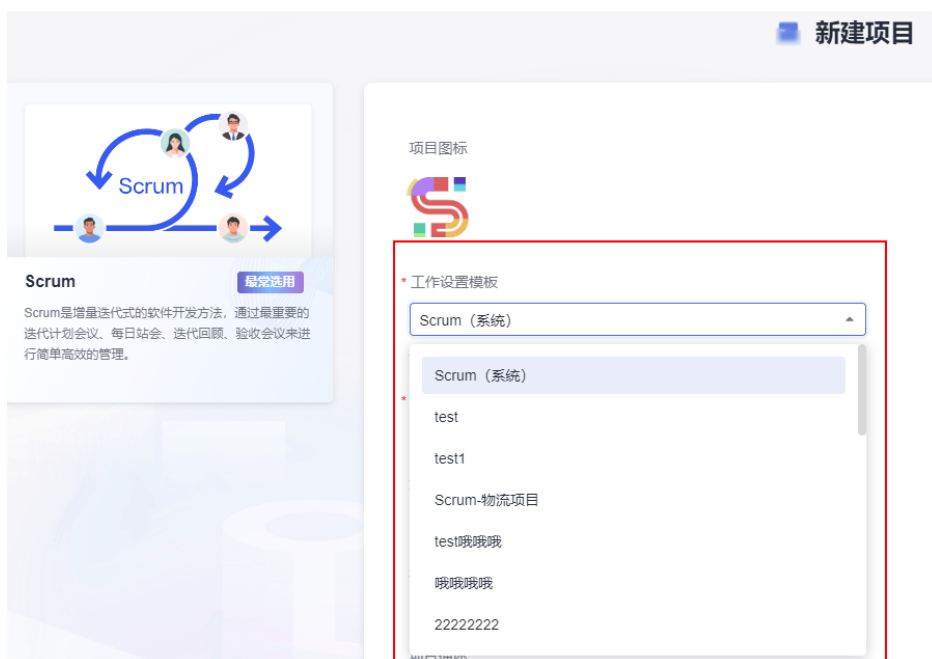 新建项目
Scrum
Scrum
最常选用
Scrum是增量迭代式的软件开发方法，通过最重要的
迭代计划会议、每日站会、迭代回顾、验收会议来进
行简单高效的管理。
项目图标
* 工作设置模板
Scrum（系统）
Scrum（系统）
*
test
test1
Scrum-物流项目
test哦哦哦
哦哦哦哦
22222222